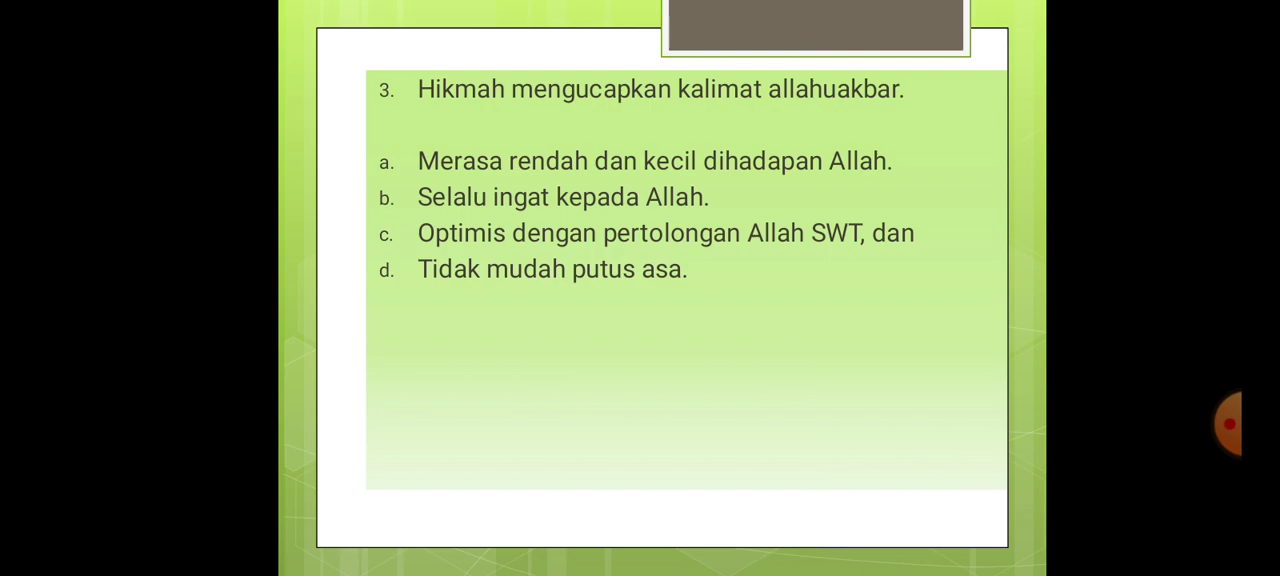 3. Hikmah mengucapkan kalimat allahuakbar.
a. Merasa rendah dan kecil dihadapan Allah.
b. Selalu ingat kepada Allah.
c. Optimis dengan pertolongan Allah SWT, dan
d. Tidak mudah putus asa.